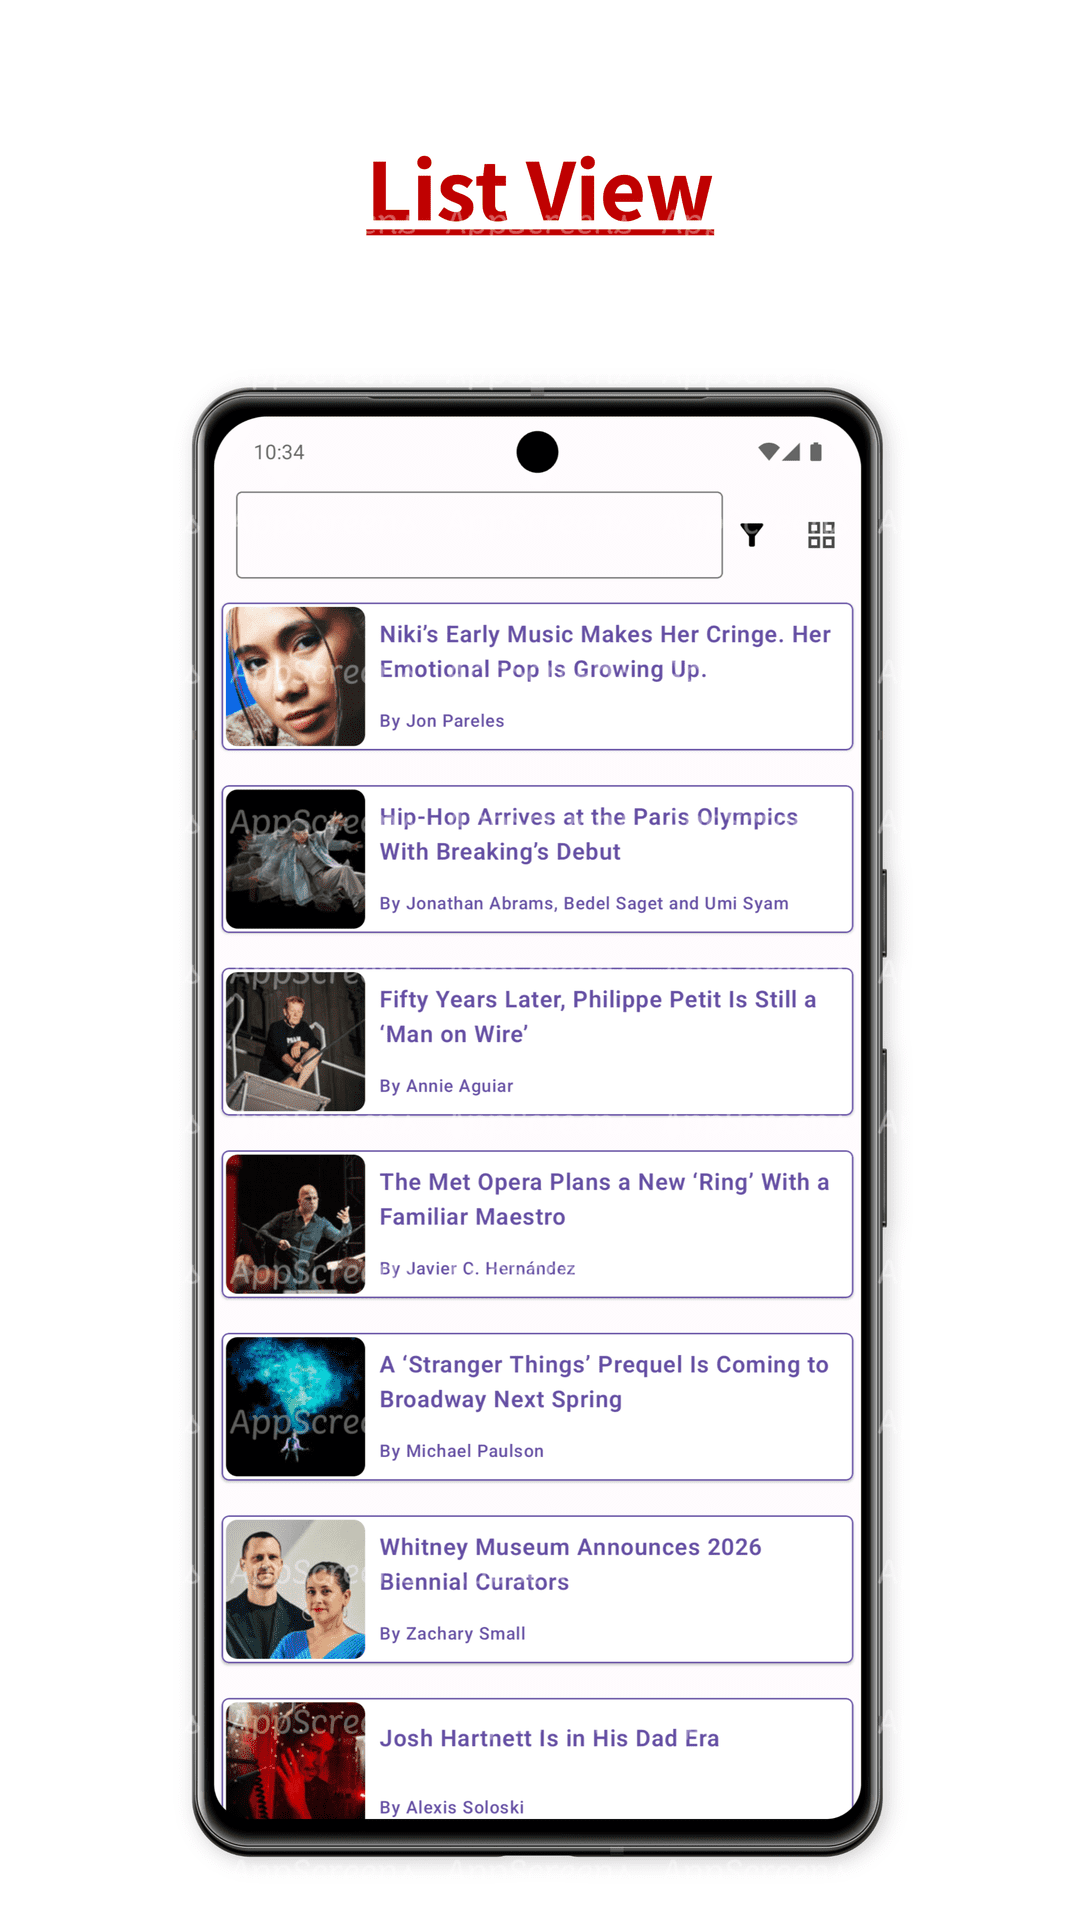 List View
10:34
Niki’s Early Music Makes Her Cringe. Her
Emotional Pop Is Growing Up.
By Jon Pareles
Hip-Hop Arrives at the Paris Olympics
With Breaking’s Debut
By Jonathan Abrams, Bedel Saget and Umi Syam
Fifty Years Later, Philippe Petit Is Still a
‘Man on Wire’
By Annie Aguiar
The Met Opera Plans a New ‘Ring’ With a
Familiar Maestro
By Javier C. Hernández
A ‘Stranger Things’ Prequel Is Coming to
Broadway Next Spring
By Michael Paulson
Whitney Museum Announces 2026
Biennial Curators
By Zachary Small
Josh Hartnett Is in His Dad Era
By Alexis Soloski